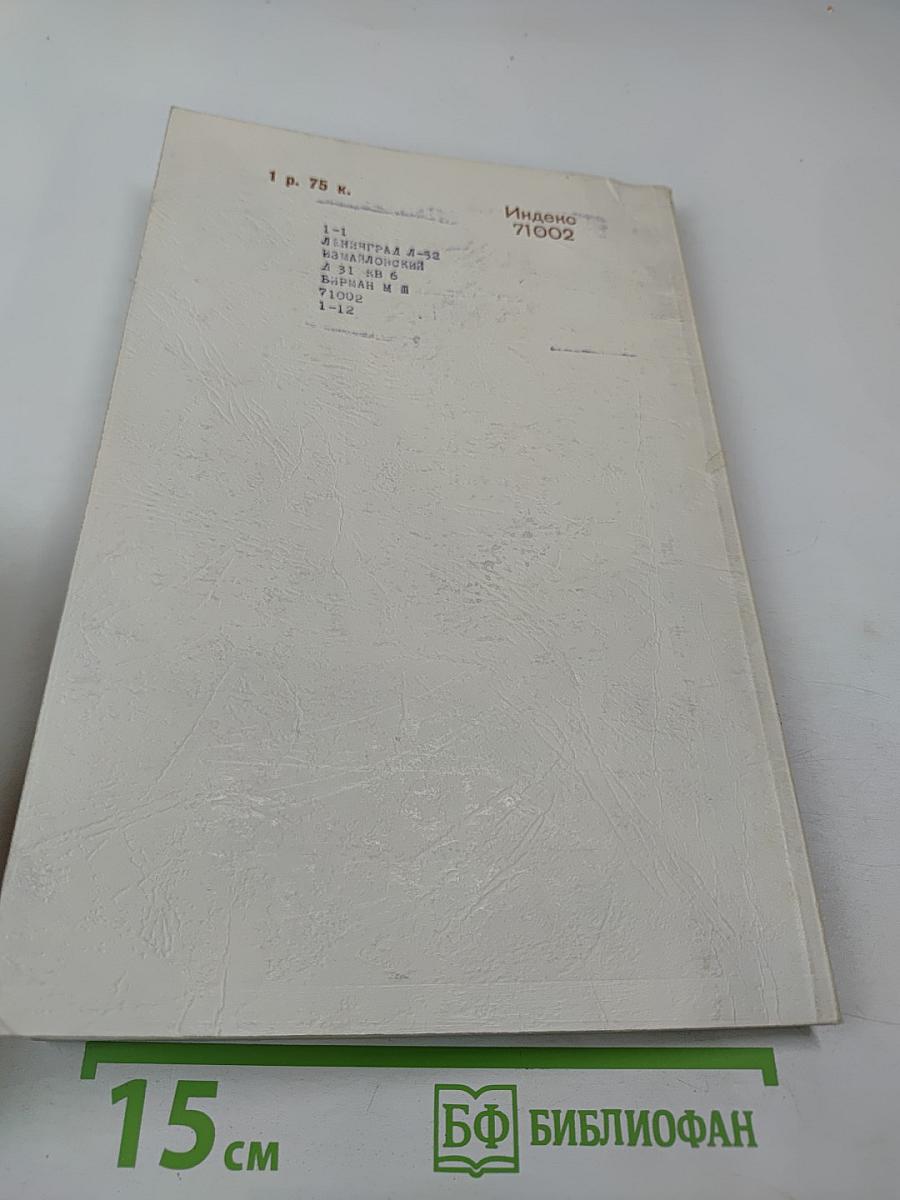 1 р. 75 к.
Индекс
71002
1-1
ЛЕНИНГРАД Л-52
ИЗМАЙЛОВСКИЙ
Д 31 КВ 6
БИРМАН М Ш
71002
1-12
15 см
БФ БИБЛИОФАН